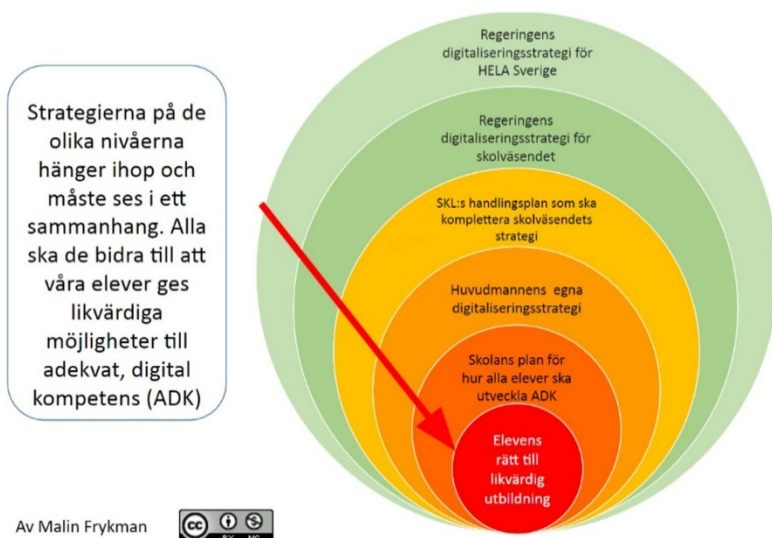 Strategierna på de
olika nivåerna
hänger ihop och
måste ses i ett
sammanhang. Alla
ska de bidra till att
våra elever ges
likvärdiga
möjligheter till
adekvat, digital
kompetens (ADK)
Regeringens
digitaliseringsstrategi för
HELA Sverige
Regeringens
digitaliseringsstrategi för
skolväsendet
SKL:s handlingsplan som ska
komplettera skolväsendets
strategi
Huvudmannens egna
digitaliseringsstrategi
Skolans plan för
hur alla elever ska
utveckla ADK
Elevens
rätt till
likvärdig
utbildning
Av Malin Frykman
cc
BY NC